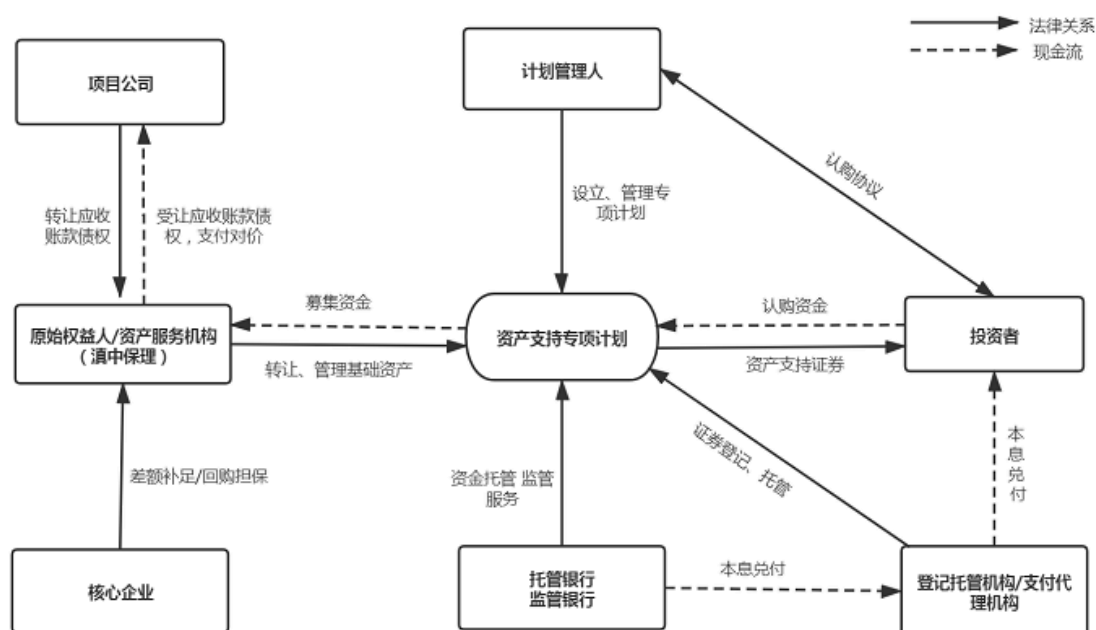 法律关系
现金流
项目公司
计划管理人
认购协议
转让应收
账款债权
受让应收账款债
权，支付对价
设立、管理专
项计划
原始权益人/资产服务机构
（滇中保理）
募集资金
转让、管理基础资产
资产支持专项计划
认购资金
资产支持证券
投资者
差额补足/回购担保
资金托管 监管
服务
证券登记、托管
本
息
兑
付
核心企业
托管银行
监管银行
本息兑付
登记托管机构/支付代
理机构